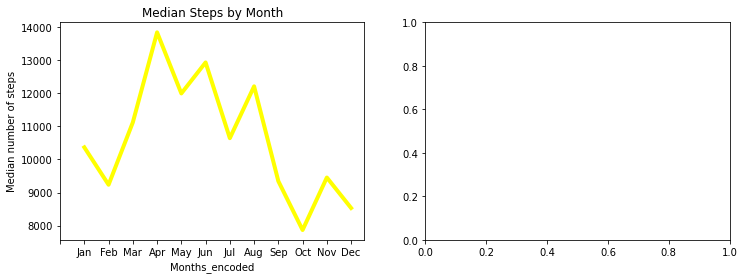 Median Steps by Month
Median number of steps
14000
13000
12000
11000
10000
9000
8000
Jan Feb Mar Apr May Jun Jul Aug Sep Oct Nov Dec
Months_encoded
1.0
0.8
0.6
0.4
0.2
0.0
0.0 0.2 0.4 0.6 0.8 1.0